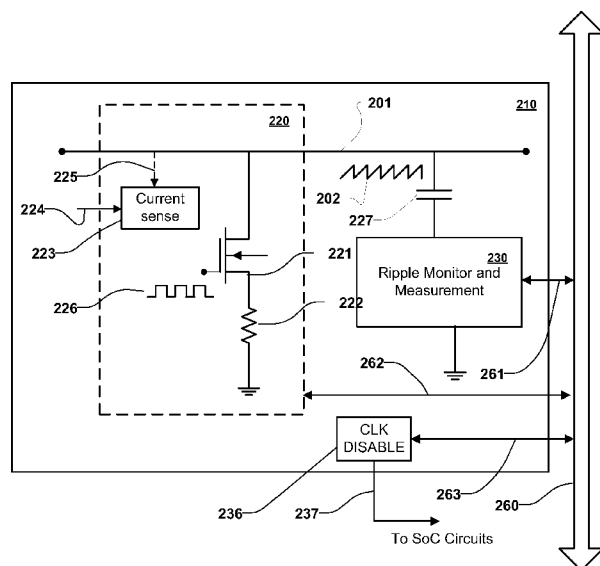 201
210
220
225
224
Current
sense
223
202
227
230
Ripple Monitor and
Measurement
221
226
222
262
261
CLK
DISABLE
236
237
263
260
To SoC Circuits